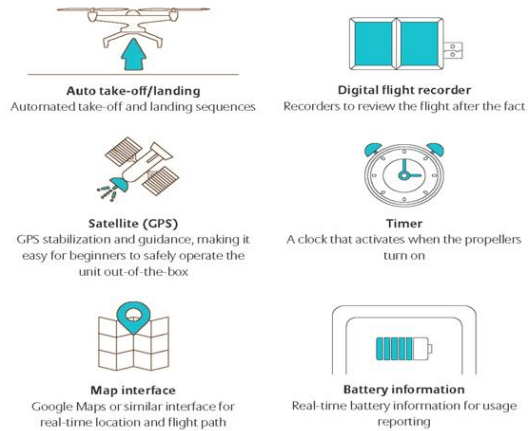 Auto take-off/landing
Automated take-off and landing sequences
Digital flight recorder
Recorders to review the flight after the fact
Satellite (GPS)
GPS stabilization and guidance, making it
easy for beginners to safely operate the
unit out-of-the-box
Timer
A clock that activates when the propellers
turn on
Map interface
Google Maps or similar interface for
real-time location and flight path
Battery information
Real-time battery information for usage
reporting